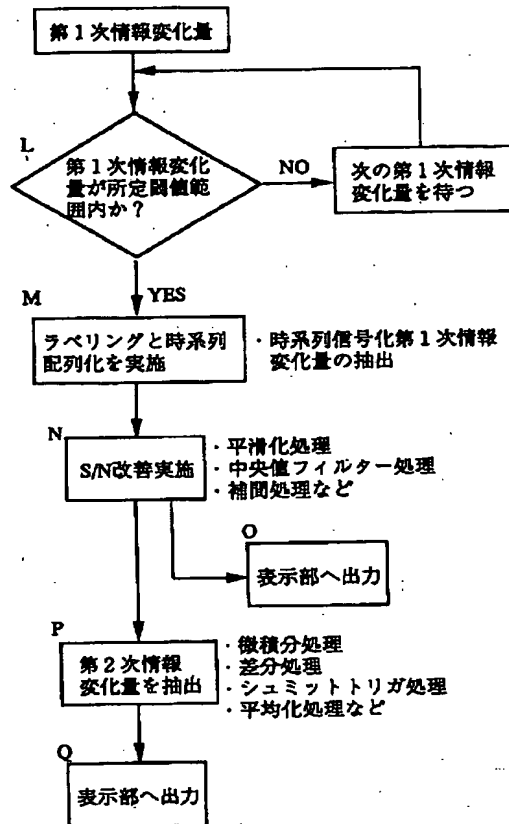 第1次情報変化量
L
第1次情報変化
量が所定閾値範
囲内か?
NO
次の第1次情報
変化量を待つ
M
YES
ラベリングと時系列
配列化を実施
・時系列信号化第1次情報
変化量の抽出
N
S/N改善実施
・平滑化処理
・中央値フィルター処理
・補間処理など
O
表示部へ出力
P
第2次情報
変化量を抽出
・微積分処理
・差分処理
・シュミットトリガ処理
・平均化処理など
Q
表示部へ出力